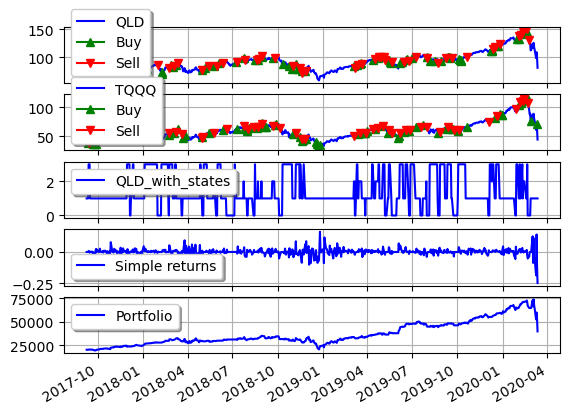 150
100
QLD
Buy
Sell
100
50
TQQQ
Buy
Sell
2
0
QLD_with_states
0.00
−0.25
Simple returns
75000
50000
25000
Portfolio
2017-10 2018-01 2018-04 2018-07 2018-10 2019-01 2019-04 2019-07 2019-10 2020-01 2020-04